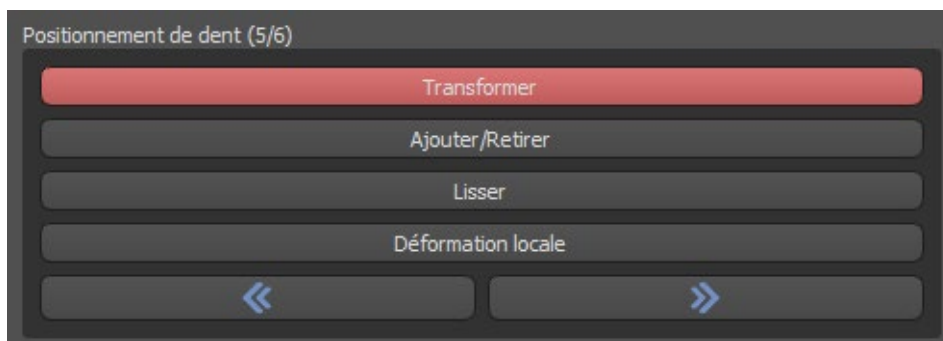 Positionnement de dent (5/6)
Transformer
Ajouter/Retirer
Lisser
Déformation locale